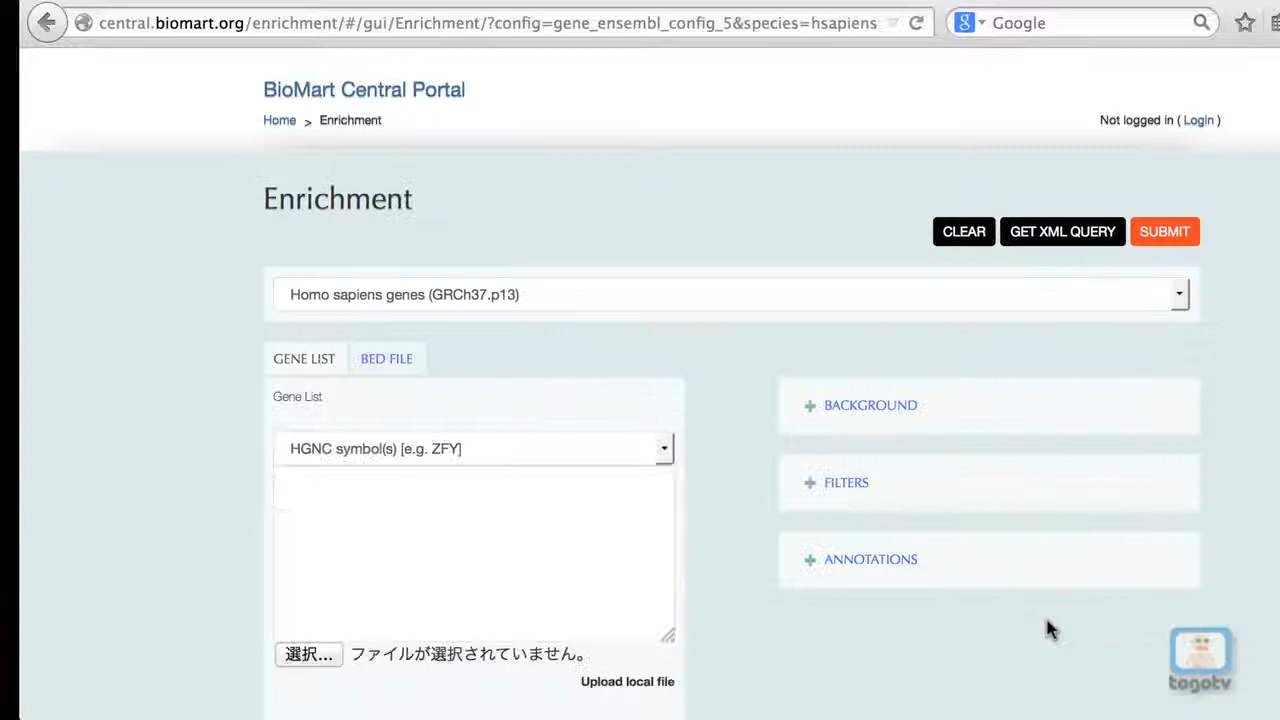 central.biomart.org/enrichment/#/gui/Enrichment/?config=gene_ensembl_config_5&species=hsapiens
Google
BioMart Central Portal
Home > Enrichment
Not logged in ( Login )
Enrichment
CLEAR
GET XML QUERY
SUBMIT
Homo sapiens genes (GRCh37.p13)
GENE LIST
BED FILE
Gene List
BACKGROUND
HGNC symbol(s) [e.g. ZFY]
FILTERS
ANNOTATIONS
選択... ファイルが選択されていません。
Upload local file
togotv